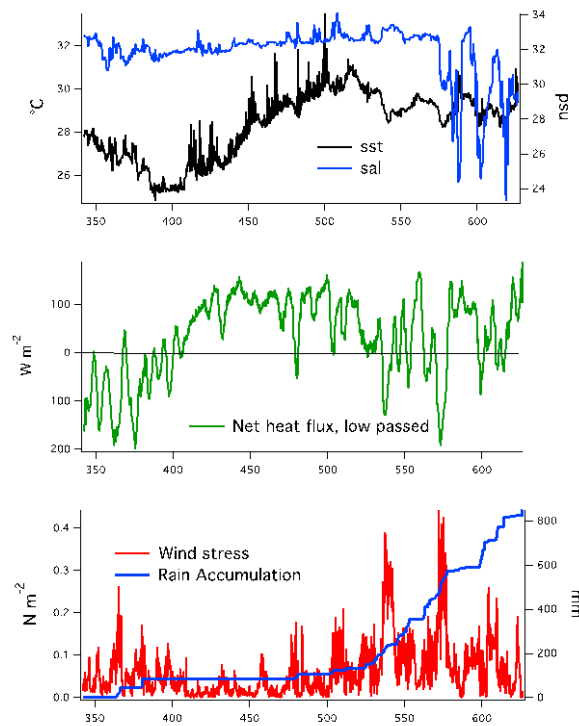 32
30
28
26
°C
34
32
30
28
26
24
psu
sst
sal
350 400 450 500 550 600
100
0
100
200
W m-2
Net heat flux, low passed
350 400 450 500 550 600
0.4
0.3
0.2
0.1
0.0
N m-2
800
600
400
200
0
mm
Wind stress
Rain Accumulation
350 400 450 500 550 600